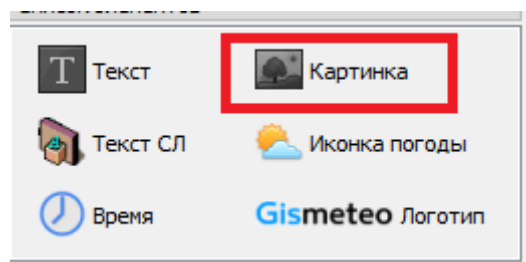 Текст
Картинка
Текст СЛ
Иконка погоды
Время
Gismeteo Логотип